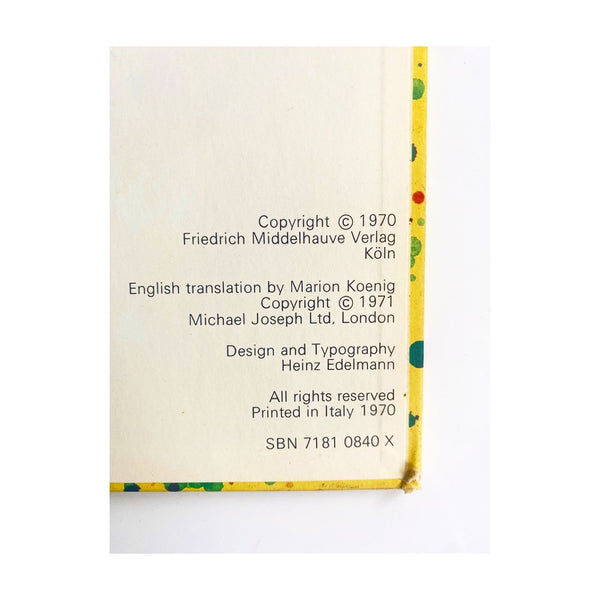 Copyright © 1970
Friedrich Middelhauve Verlag
Köln
English translation by Marion Koenig
Copyright © 1971
Michael Joseph Ltd, London
Design and Typography
Heinz Edelmann
All rights reserved
Printed in Italy 1970
SBN 7181 0840 X